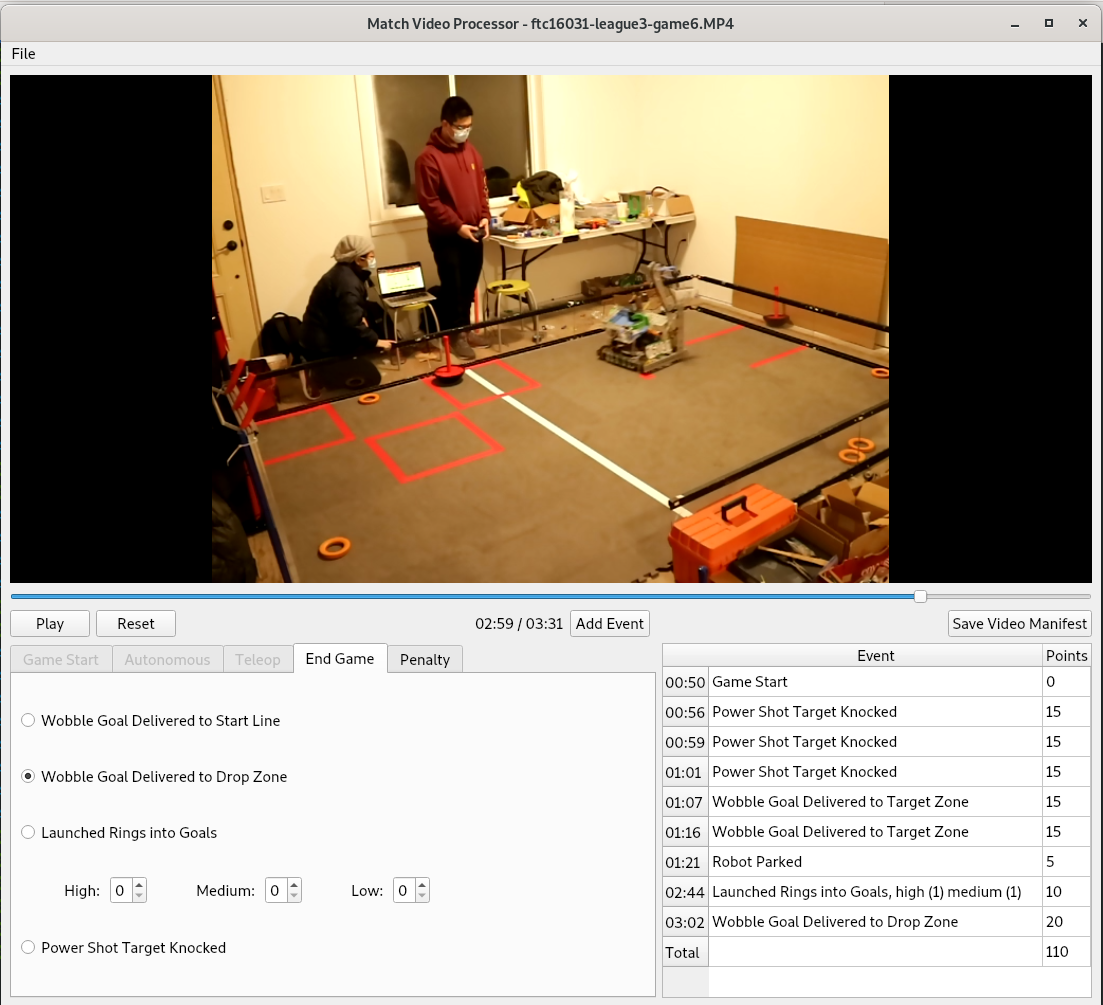 Match Video Processor - ftc16031-league3-game6.MP4
File
Play Reset 02:59 / 03:31 Add Event Save Video Manifest
Game Start Autonomous Teleop End Game Penalty
Wobble Goal Delivered to Start Line
Wobble Goal Delivered to Drop Zone
Launched Rings into Goals
High: 0 Medium: 0 Low: 0
Power Shot Target Knocked
Event Points
00:50 Game Start 0
00:56 Power Shot Target Knocked 15
00:59 Power Shot Target Knocked 15
01:01 Power Shot Target Knocked 15
01:07 Wobble Goal Delivered to Target Zone 15
01:16 Wobble Goal Delivered to Target Zone 15
01:21 Robot Parked 5
02:44 Launched Rings into Goals, high (1) medium (1) 10
03:02 Wobble Goal Delivered to Drop Zone 20
Total 110